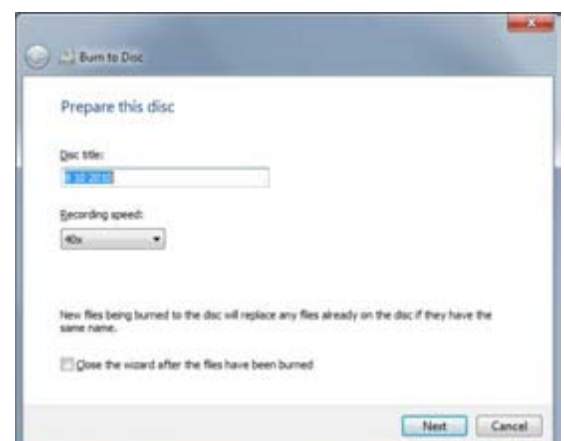 Burn to Disc
Prepare this disc
Disc title:
10 2010
Recording speed:
40x
New files being burned to the disc will replace any files already on the disc if they have the
same name.
Close the wizard after the files have been burned
Next Cancel